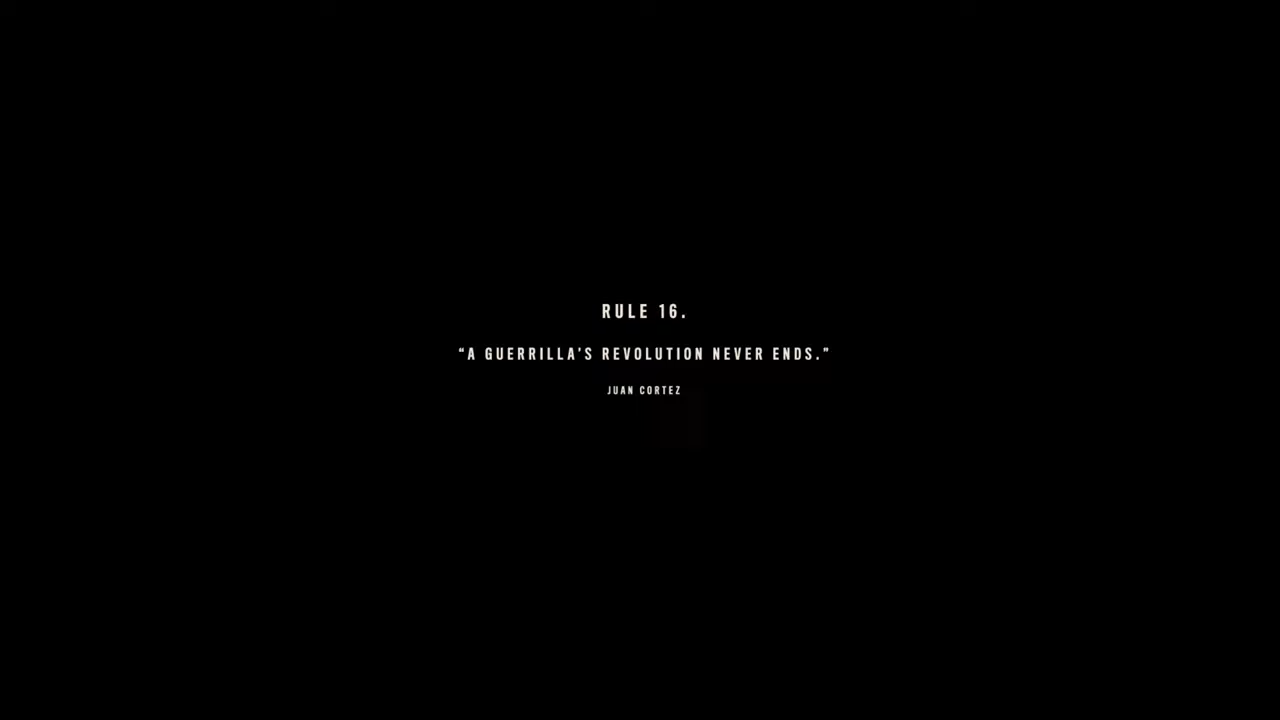 RULE 16.
“A GUERRILLA’S REVOLUTION NEVER ENDS.”
JUAN CORTEZ